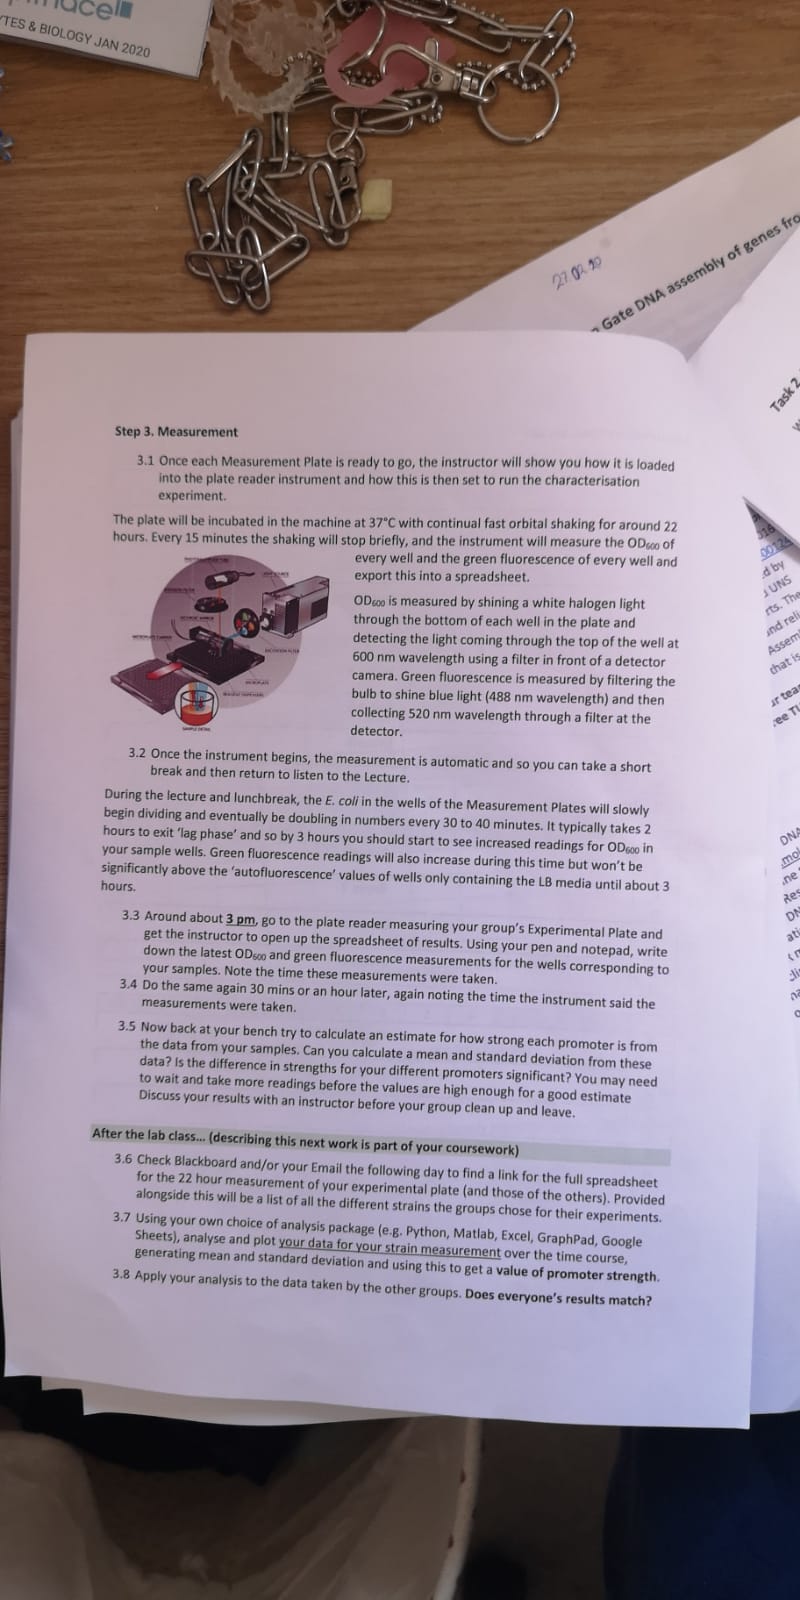 TES & BIOLOGY JAN 2020
27.02.20
Gate DNA assembly of genes fro
Task 2
Step 3. Measurement
3.1 Once each Measurement Plate is ready to go, the instructor will show you how it is loaded
into the plate reader instrument and how this is then set to run the characterisation
experiment.
The plate will be incubated in the machine at 37°C with continual fast orbital shaking for around 22
hours. Every 15 minutes the shaking will stop briefly, and the instrument will measure the OD600 of
every well and the green fluorescence of every well and
export this into a spreadsheet.
OD600 is measured by shining a white halogen light
through the bottom of each well in the plate and
detecting the light coming through the top of the well at
600 nm wavelength using a filter in front of a detector
camera. Green fluorescence is measured by filtering the
bulb to shine blue light (488 nm wavelength) and then
collecting 520 nm wavelength through a filter at the
detector.
EXCITATION FILTER
MICROPLATE
SAMPLE DETAIL
3.2 Once the instrument begins, the measurement is automatic and so you can take a short
break and then return to listen to the Lecture.
During the lecture and lunchbreak, the E. coli in the wells of the Measurement Plates will slowly
begin dividing and eventually be doubling in numbers every 30 to 40 minutes. It typically takes 2
hours to exit 'lag phase' and so by 3 hours you should start to see increased readings for OD600 in
your sample wells. Green fluorescence readings will also increase during this time but won't be
significantly above the 'autofluorescence' values of wells only containing the LB media until about 3
hours.
3.3 Around about 3 pm, go to the plate reader measuring your group's Experimental Plate and
get the instructor to open up the spreadsheet of results. Using your pen and notepad, write
down the latest OD600 and green fluorescence measurements for the wells corresponding to
your samples. Note the time these measurements were taken.
3.4 Do the same again 30 mins or an hour later, again noting the time the instrument said the
measurements were taken.
3.5 Now back at your bench try to calculate an estimate for how strong each promoter is from
the data from your samples. Can you calculate a mean and standard deviation from these
data? Is the difference in strengths for your different promoters significant? You may need
to wait and take more readings before the values are high enough for a good estimate
Discuss your results with an instructor before your group clean up and leave.
After the lab class... (describing this next work is part of your coursework)
3.6 Check Blackboard and/or your Email the following day to find a link for the full spreadsheet
for the 22 hour measurement of your experimental plate (and those of the others). Provided
alongside this will be a list of all the different strains the groups chose for their experiments.
3.7 Using your own choice of analysis package (e.g. Python, Matlab, Excel, GraphPad, Google
Sheets), analyse and plot your data for your strain measurement over the time course,
generating mean and standard deviation and using this to get a value of promoter strength.
3.8 Apply your analysis to the data taken by the other groups. Does everyone's results match?
d by
UNS
rts. The
and reli
Assem
that is
ur tear
DNA